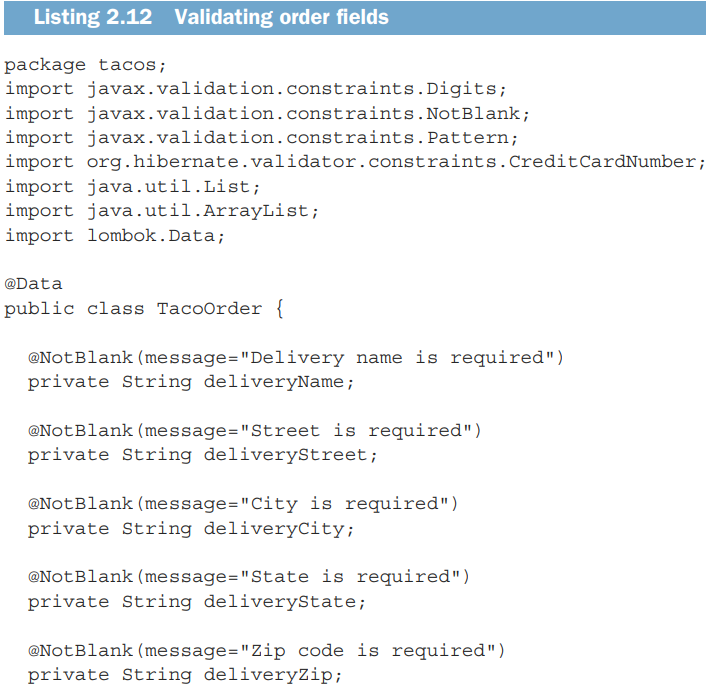 Listing 2.12 Validating order fields
package tacos;
import javax.validation.constraints.Digits;
import javax.validation.constraints.NotBlank;
import javax.validation.constraints.Pattern;
import org.hibernate.validator.constraints.CreditCardNumber;
import java.util.List;
import java.util.ArrayList;
import lombok.Data;
@Data
public class TacoOrder {
@NotBlank(message="Delivery name is required")
private String deliveryName;
@NotBlank(message="Street is required")
private String deliveryStreet;
@NotBlank(message="City is required")
private String deliveryCity;
@NotBlank(message="State is required")
private String deliveryState;
@NotBlank(message="Zip code is required")
private String deliveryZip;